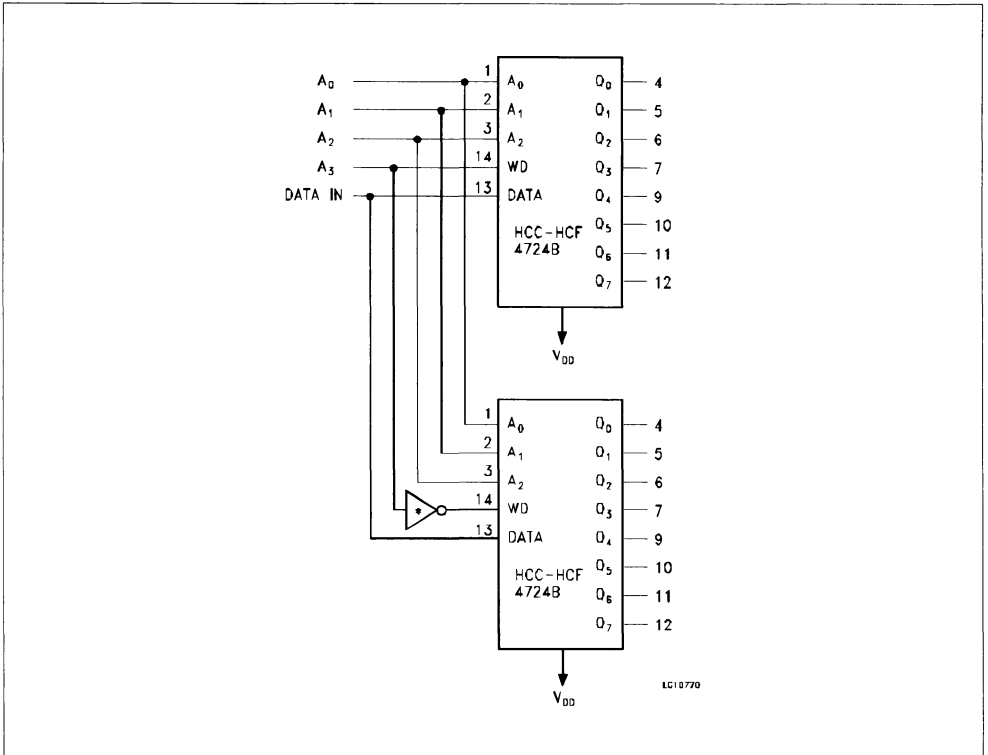 A₀ 1 A₀ Q₀ 4
A₁ 2 A₁ Q₁ 5
A₂ 3 A₂ Q₂ 6
A₃ 14 WD Q₃ 7
DATA IN 13 DATA Q₄ 9
Q₅ 10
HCC-HCF
4724B
Q₆ 11
Q₇ 12
V_DD
1 A₀ Q₀ 4
2 A₁ Q₁ 5
3 A₂ Q₂ 6
* 14 WD Q₃ 7
13 DATA Q₄ 9
Q₅ 10
HCC-HCF
4724B
Q₆ 11
Q₇ 12
V_DD
LC10770